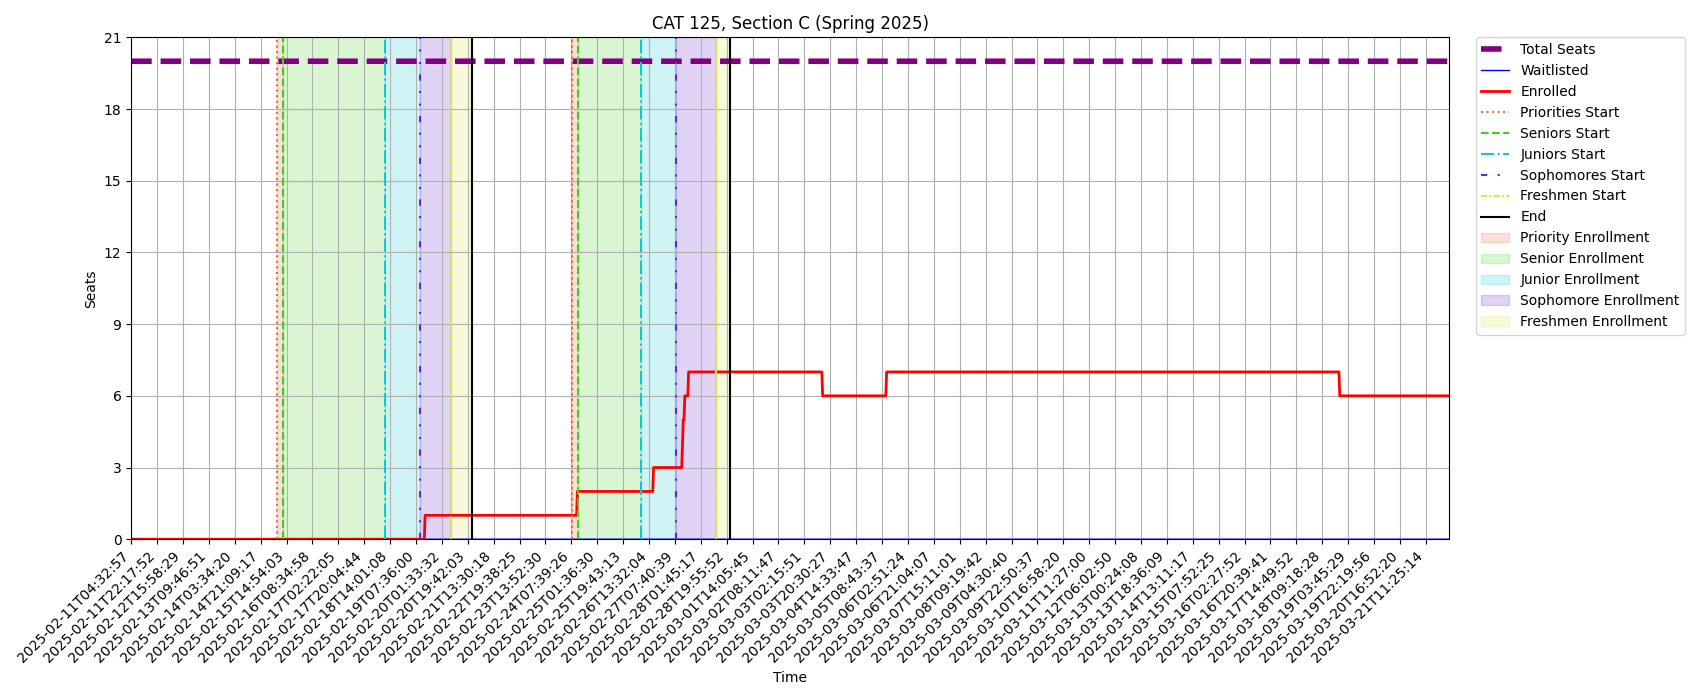 CAT 125, Section C (Spring 2025)
Seats
21
18
15
12
9
6
3
0
2025-02-11T04:32:57
2025-02-11T22:17:52
2025-02-12T15:58:29
2025-02-13T09:46:51
2025-02-14T03:34:20
2025-02-14T21:09:17
2025-02-15T14:54:03
2025-02-16T08:34:58
2025-02-17T02:22:05
2025-02-17T20:04:44
2025-02-18T14:01:08
2025-02-19T07:36:00
2025-02-20T01:33:32
2025-02-20T19:42:03
2025-02-21T13:30:18
2025-02-22T19:38:25
2025-02-23T13:52:30
2025-02-24T07:39:26
2025-02-25T01:36:30
2025-02-25T19:43:13
2025-02-26T13:32:04
2025-02-27T07:40:39
2025-02-28T01:45:17
2025-02-28T19:55:52
2025-03-01T14:05:45
2025-03-02T08:11:47
2025-03-03T02:15:51
2025-03-03T20:30:27
2025-03-04T14:33:47
2025-03-05T08:43:37
2025-03-06T02:51:24
2025-03-06T21:04:07
2025-03-07T15:11:01
2025-03-08T09:19:42
2025-03-09T04:30:40
2025-03-09T22:50:37
2025-03-10T16:58:20
2025-03-11T11:27:00
2025-03-12T06:02:50
2025-03-13T00:24:08
2025-03-13T18:36:09
2025-03-14T13:11:17
2025-03-15T07:52:25
2025-03-16T02:27:52
2025-03-16T20:39:41
2025-03-17T14:49:52
2025-03-18T09:18:28
2025-03-19T03:45:29
2025-03-19T22:19:56
2025-03-20T16:52:20
2025-03-21T11:25:14
Time
Total Seats
Waitlisted
Enrolled
Priorities Start
Seniors Start
Juniors Start
Sophomores Start
Freshmen Start
End
Priority Enrollment
Senior Enrollment
Junior Enrollment
Sophomore Enrollment
Freshmen Enrollment